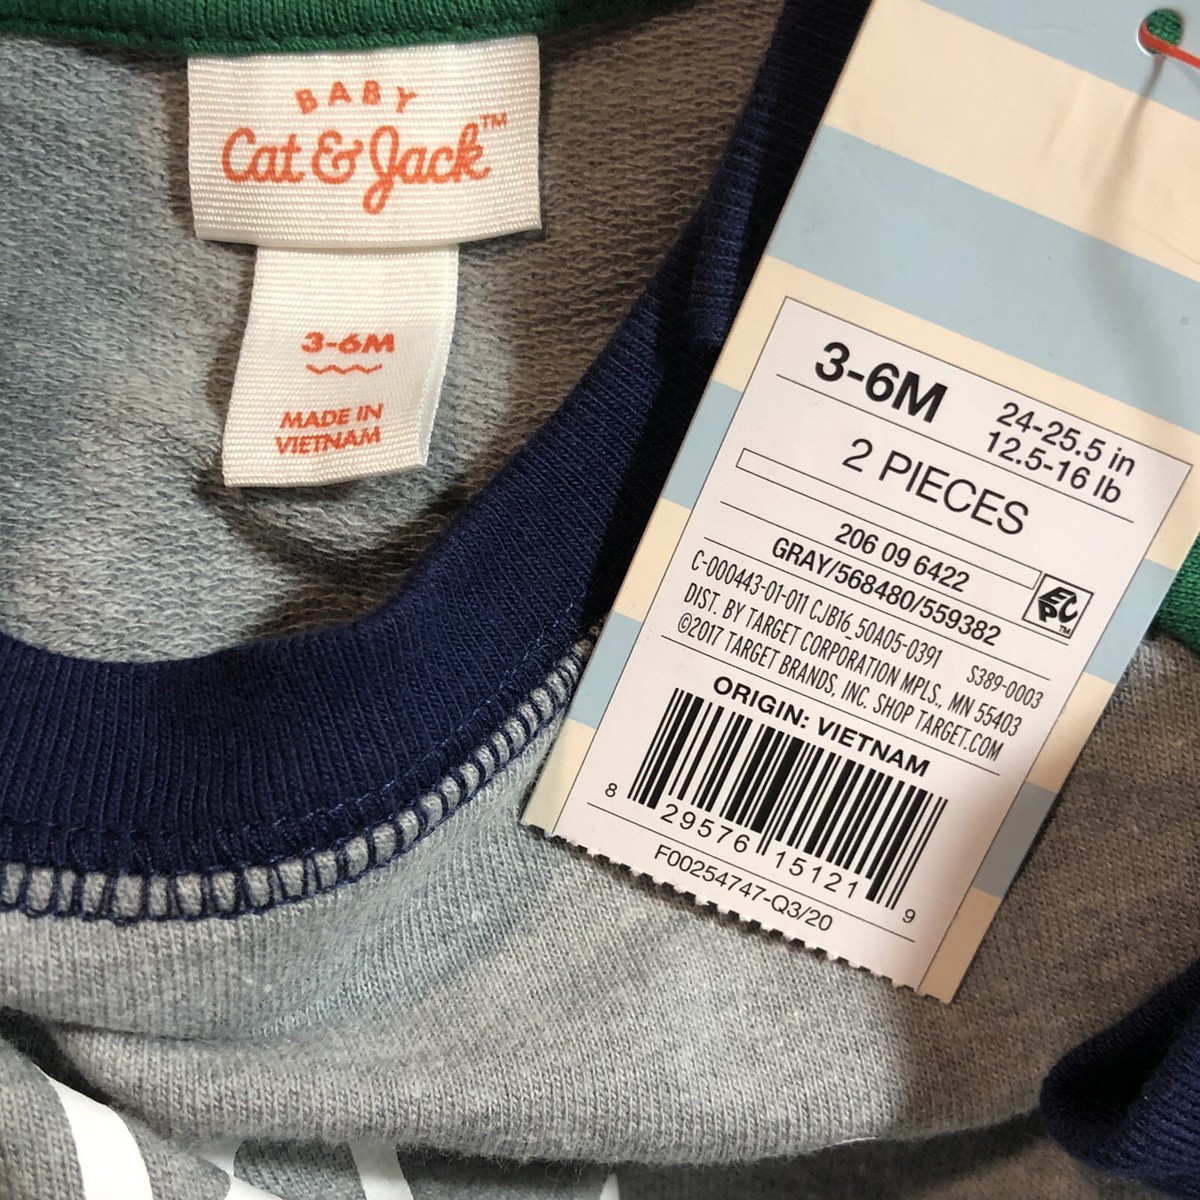 BABY
Cat & Jack™
3-6M
MADE IN
VIETNAM
3-6M
24-25.5 in
12.5-16 lb
2 PIECES
206 09 6422
GRAY/568480/559382
EPC™
C-000443-01-011 CJB16_50A05-0391 S389-0003
DIST. BY TARGET CORPORATION MPLS., MN 55403
©2017 TARGET BRANDS, INC. SHOP TARGET.COM
ORIGIN: VIETNAM
8 29576 15121 9
F00254747-Q3/20